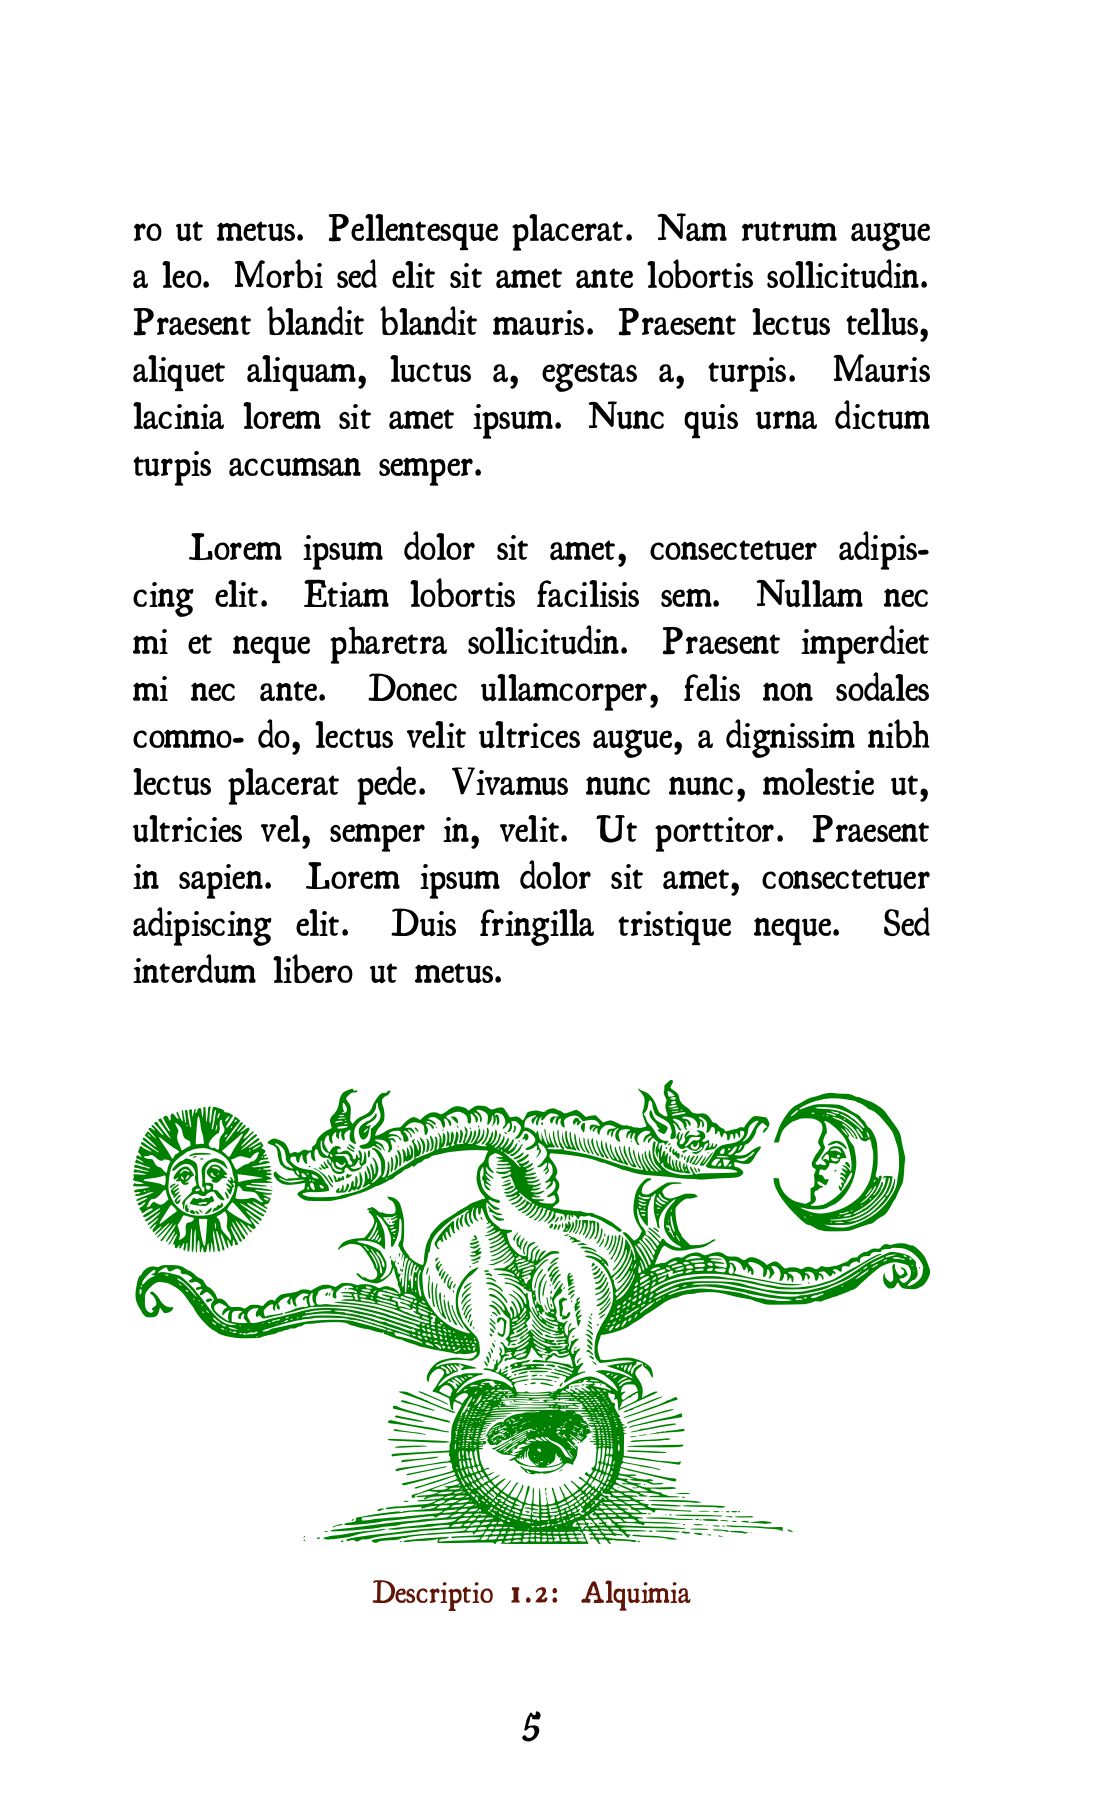 ro ut metus. Pellentesque placerat. Nam rutrum augue
a leo. Morbi sed elit sit amet ante lobortis sollicitudin.
Praesent blandit blandit mauris. Praesent lectus tellus,
aliquet aliquam, luctus a, egestas a, turpis. Mauris
lacinia lorem sit amet ipsum. Nunc quis urna dictum
turpis accumsan semper.
Lorem ipsum dolor sit amet, consectetuer adipis-
cing elit. Etiam lobortis facilisis sem. Nullam nec
mi et neque pharetra sollicitudin. Praesent imperdiet
mi nec ante. Donec ullamcorper, felis non sodales
commo- do, lectus velit ultrices augue, a dignissim nibh
lectus placerat pede. Vivamus nunc nunc, molestie ut,
ultricies vel, semper in, velit. Ut porttitor. Praesent
in sapien. Lorem ipsum dolor sit amet, consectetuer
adipiscing elit. Duis fringilla tristique neque. Sed
interdum libero ut metus.
Descriptio 1.2: Alquimia
5